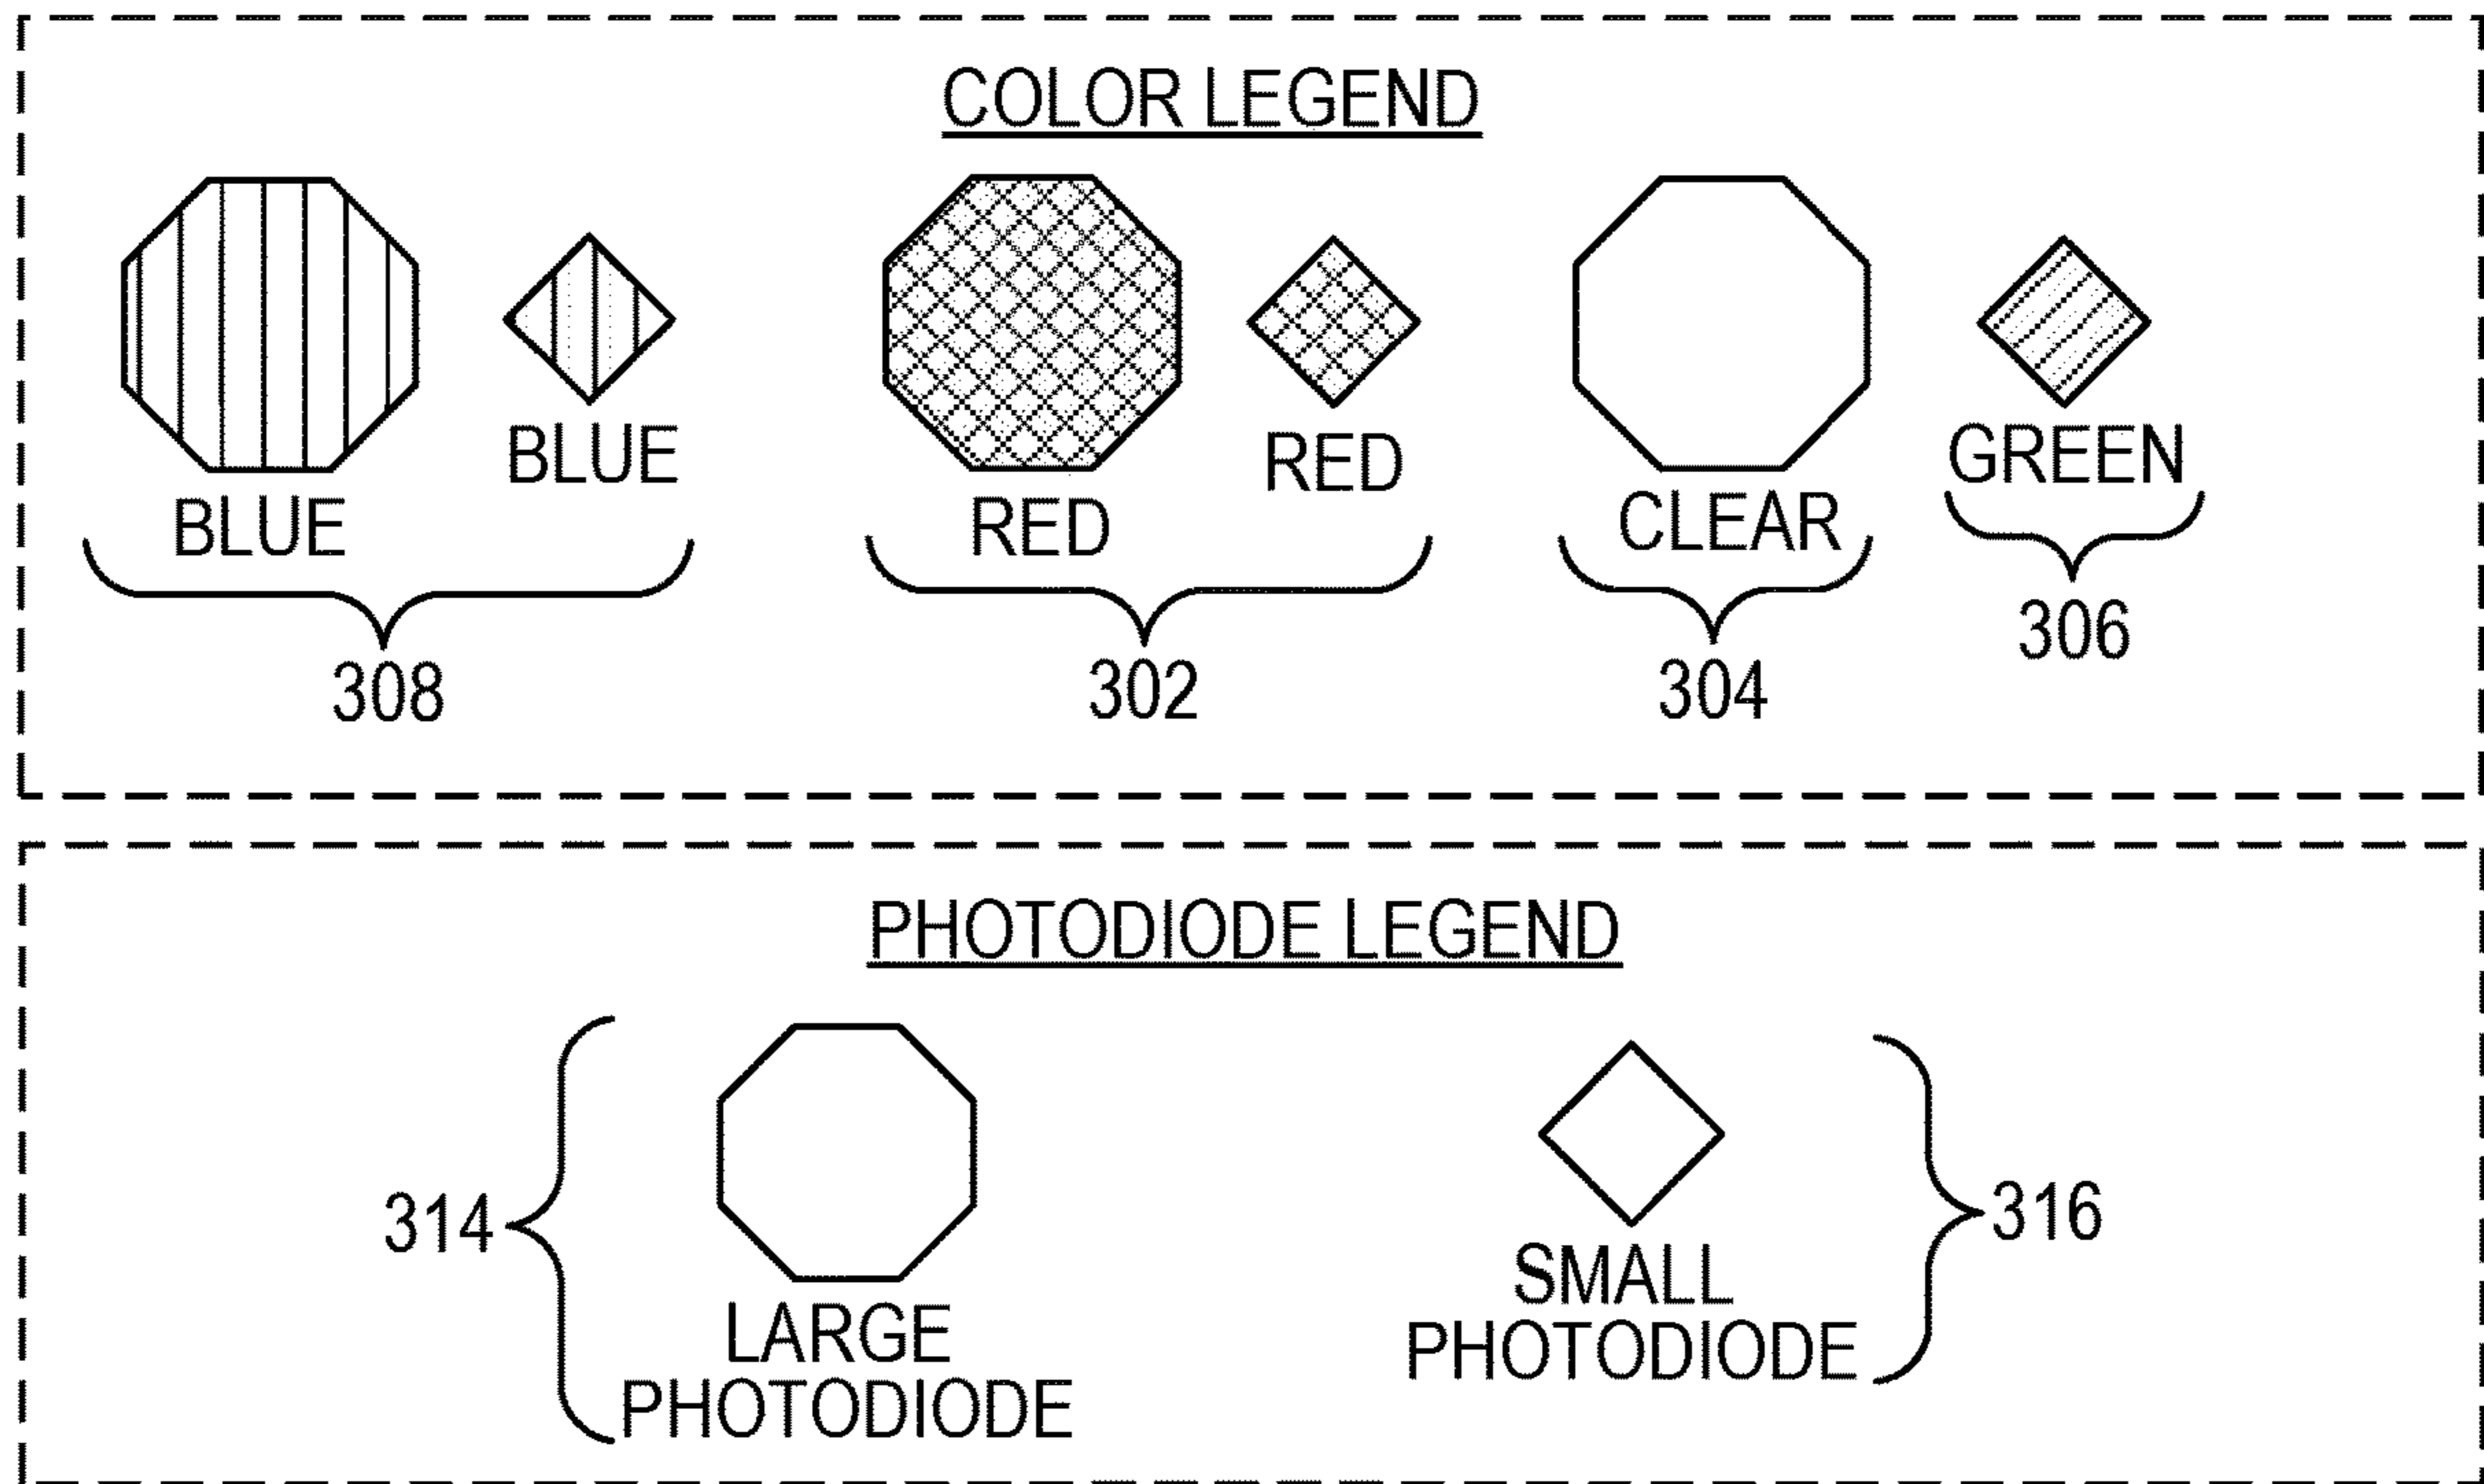 COLOR LEGEND
BLUE
BLUE
RED
RED
CLEAR
GREEN
308
302
304
306
PHOTODIODE LEGEND
314
LARGE
PHOTODIODE
SMALL
PHOTODIODE
316